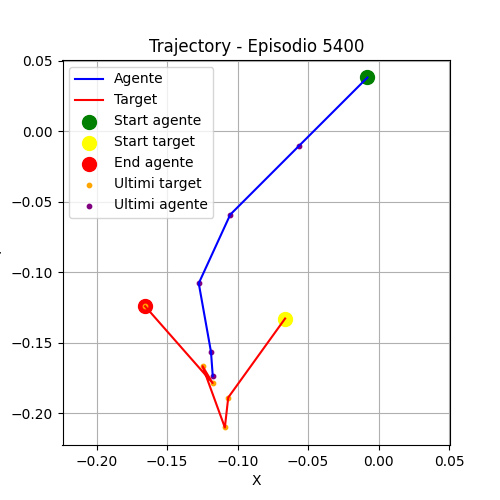 Trajectory - Episodio 5400
Agente
Target
Start agente
Start target
End agente
Ultimi target
Ultimi agente
0.05
0.00
−0.05
−0.10
−0.15
−0.20
−0.20
−0.15
−0.10
−0.05
0.00
0.05
X